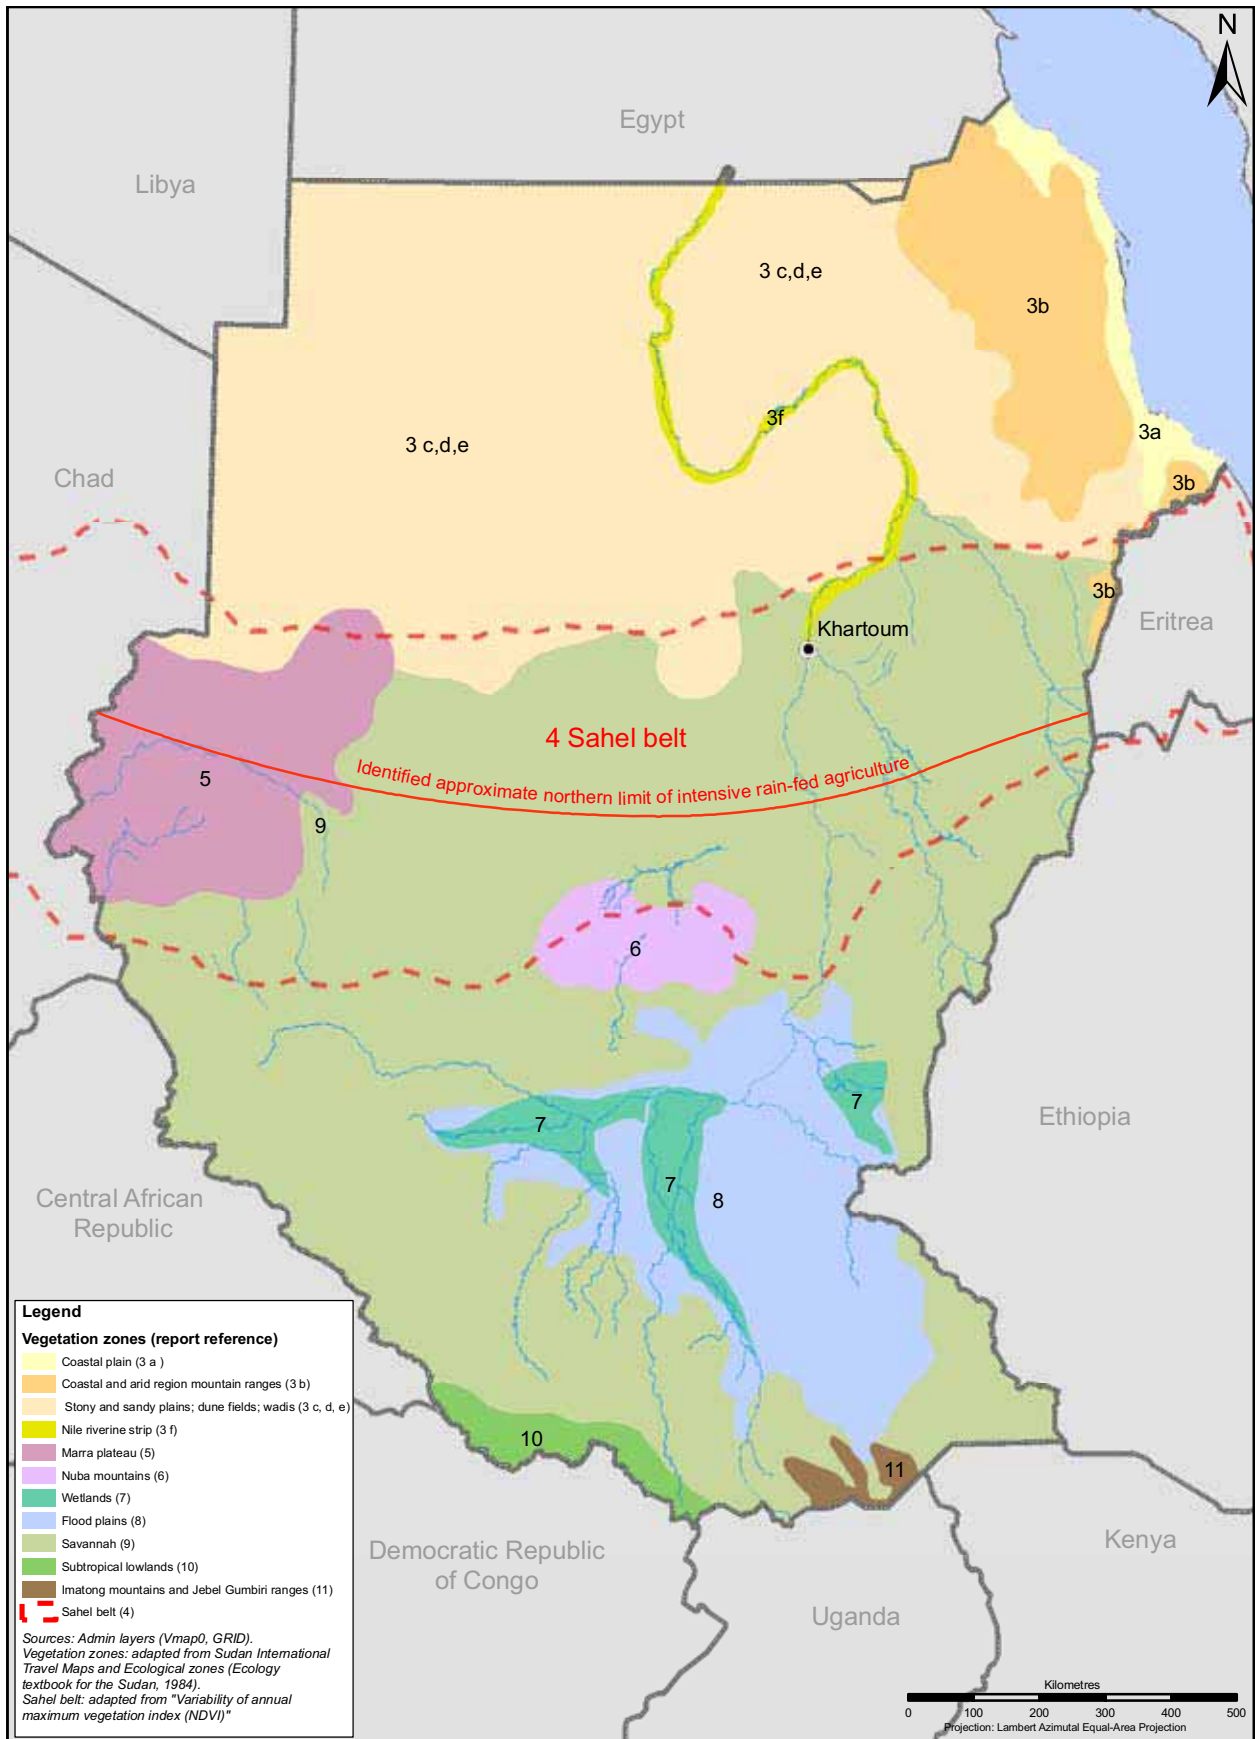 N
Egypt
Libya
3 c,d,e
3b
3f
3a
3 c,d,e
Chad
3b
3b
Eritrea
Khartoum
4 Sahel belt
Identified approximate northern limit of intensive rain-fed agriculture
5
9
6
7
7
Ethiopia
7
8
Central African
Republic
10
11
Democratic Republic
of Congo
Kenya
Uganda
Legend
Vegetation zones (report reference)
Coastal plain (3 a )
Coastal and arid region mountain ranges (3 b)
Stony and sandy plains; dune fields; wadis (3 c, d, e)
Nile riverine strip (3 f)
Marra plateau (5)
Nuba mountains (6)
Wetlands (7)
Flood plains (8)
Savannah (9)
Subtropical lowlands (10)
Imatong mountains and Jebel Gumbiri ranges (11)
Sahel belt (4)
Sources: Admin layers (Vmap0, GRID).
Vegetation zones: adapted from Sudan International
Travel Maps and Ecological zones (Ecology
textbook for the Sudan, 1984).
Sahel belt: adapted from "Variability of annual
maximum vegetation index (NDVI)"
Kilometres
0 100 200 300 400 500
Projection: Lambert Azimutal Equal-Area Projection